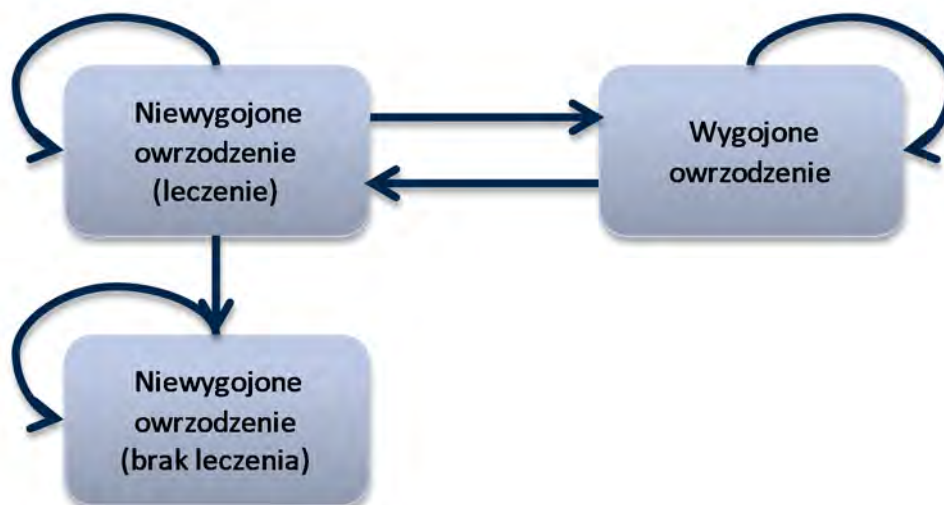 Niewygojone
owrzodzenie
(leczenie)
Wygojone
owrzodzenie
Niewygojone
owrzodzenie
(brak leczenia)